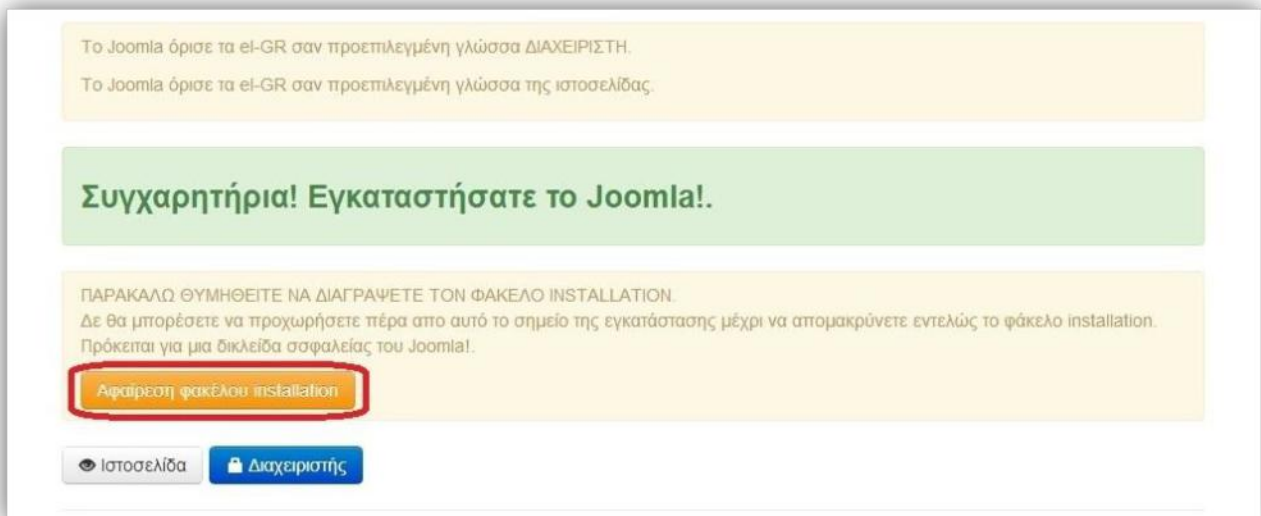 Το Joomla όρισε τα el-GR σαν προεπιλεγμένη γλώσσα ΔΙΑΧΕΙΡΙΣΤΗ.
Το Joomla όρισε τα el-GR σαν προεπιλεγμένη γλώσσα της ιστοσελίδας.
Συγχαρητήρια! Εγκαταστήσατε το Joomla!.
ΠΑΡΑΚΑΛΩ ΘΥΜΗΘΕΙΤΕ ΝΑ ΔΙΑΓΡΑΨΕΤΕ ΤΟΝ ΦΑΚΕΛΟ INSTALLATION.
Δε θα μπορέσετε να προχωρήσετε πέρα απο αυτό το σημείο της εγκατάστασης μέχρι να απομακρύνετε εντελώς το φάκελο installation.
Πρόκειται για μια δικλείδα σσφαλείας του Joomla!.
Αφαίρεση φακέλου installation
Ιστοσελίδα Διαχειριστής